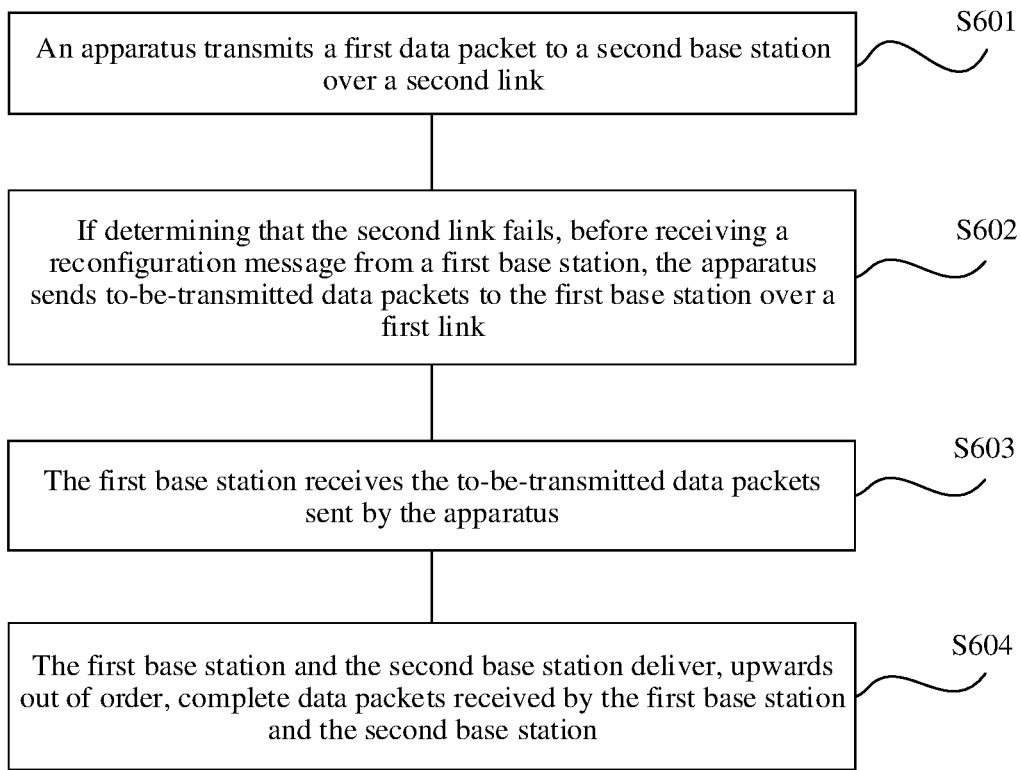 S601
An apparatus transmits a first data packet to a second base station
over a second link
S602
If determining that the second link fails, before receiving a
reconfiguration message from a first base station, the apparatus
sends to-be-transmitted data packets to the first base station over a
first link
S603
The first base station receives the to-be-transmitted data packets
sent by the apparatus
S604
The first base station and the second base station deliver, upwards
out of order, complete data packets received by the first base station
and the second base station